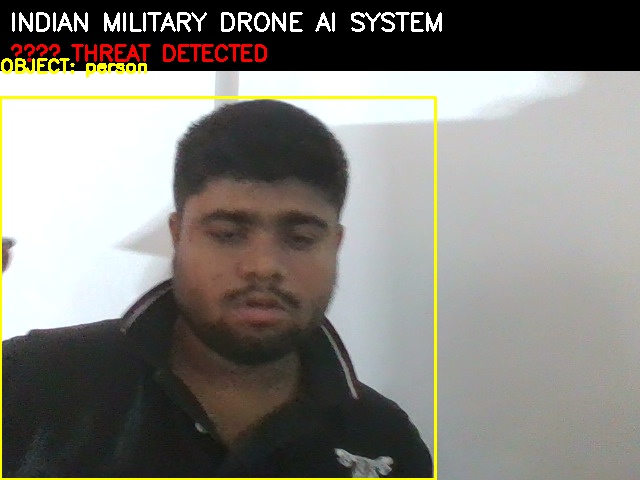 INDIAN MILITARY DRONE AI SYSTEM
???? THREAT DETECTED
OBJECT: person